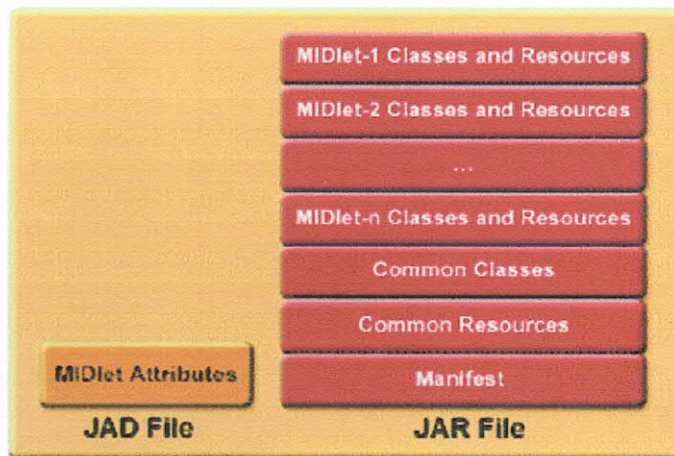 MIDlet-1 Classes and Resources
MIDlet-2 Classes and Resources
...
MIDlet-n Classes and Resources
Common Classes
Common Resources
MIDlet Attributes
Manifest
JAD File
JAR File